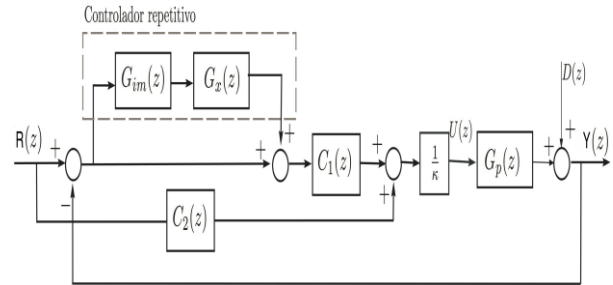 Controlador repetitivo
G_im(z)
G_x(z)
D(z)
R(z)
+
+
+
C_1(z)
+
1/κ
U(z)
G_p(z)
+
+
Y(z)
−
C_2(z)
+